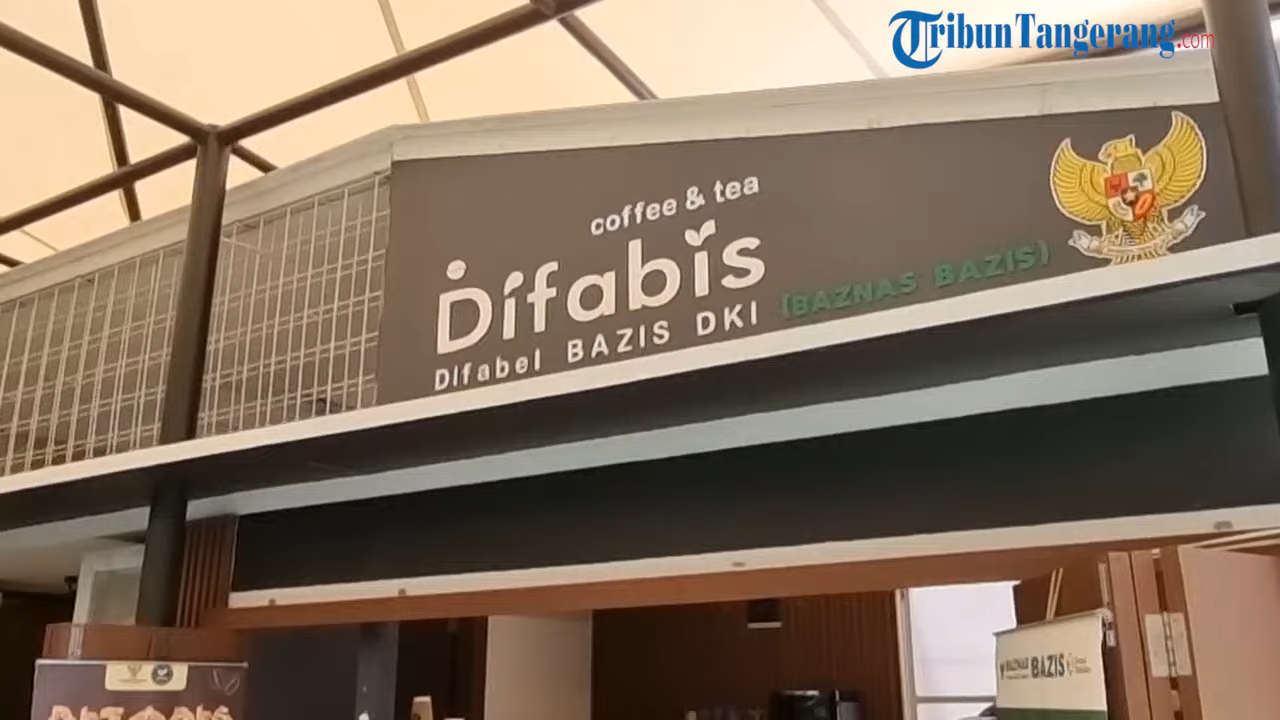 TribunTangerang.com
coffee & tea
Difabis
Difabel BAZIS DKI (BAZNAS BAZIS)
BAZNAS BAZIS